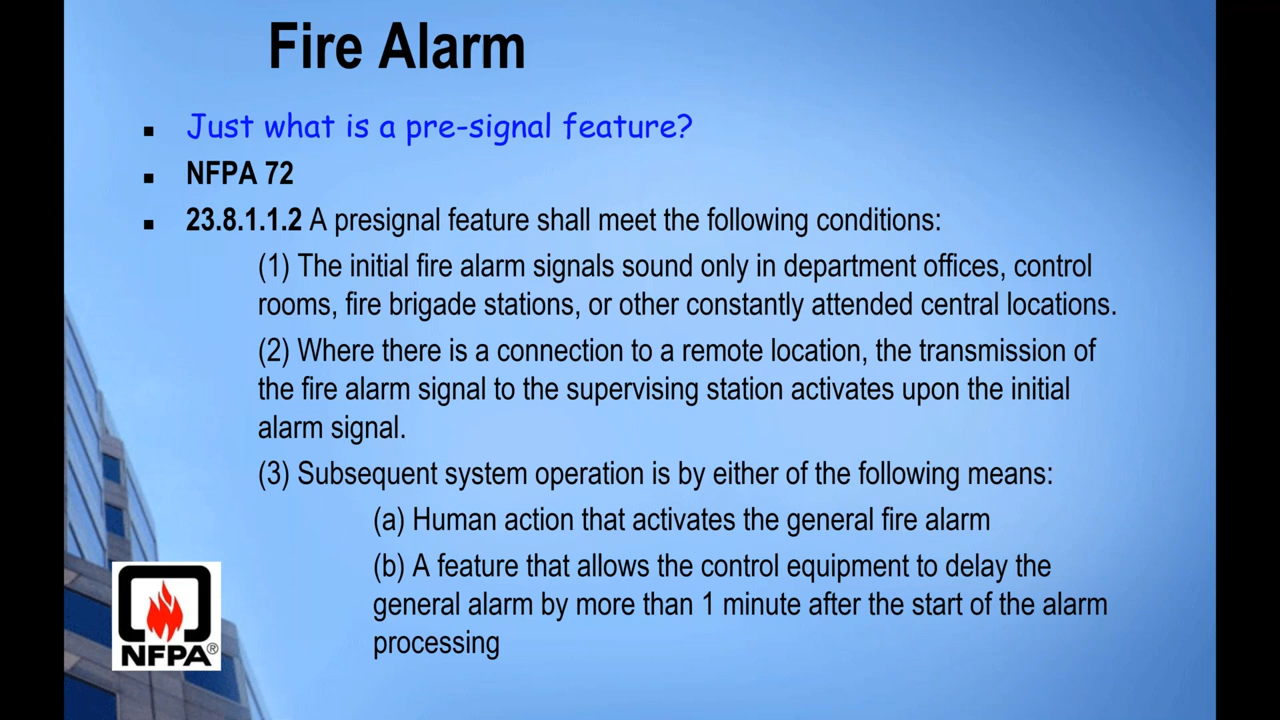 Fire Alarm
Just what is a pre-signal feature?
NFPA 72
23.8.1.1.2 A presignal feature shall meet the following conditions:
(1) The initial fire alarm signals sound only in department offices, control
rooms, fire brigade stations, or other constantly attended central locations.
(2) Where there is a connection to a remote location, the transmission of
the fire alarm signal to the supervising station activates upon the initial
alarm signal.
(3) Subsequent system operation is by either of the following means:
(a) Human action that activates the general fire alarm
(b) A feature that allows the control equipment to delay the
general alarm by more than 1 minute after the start of the alarm
processing
NFPA®